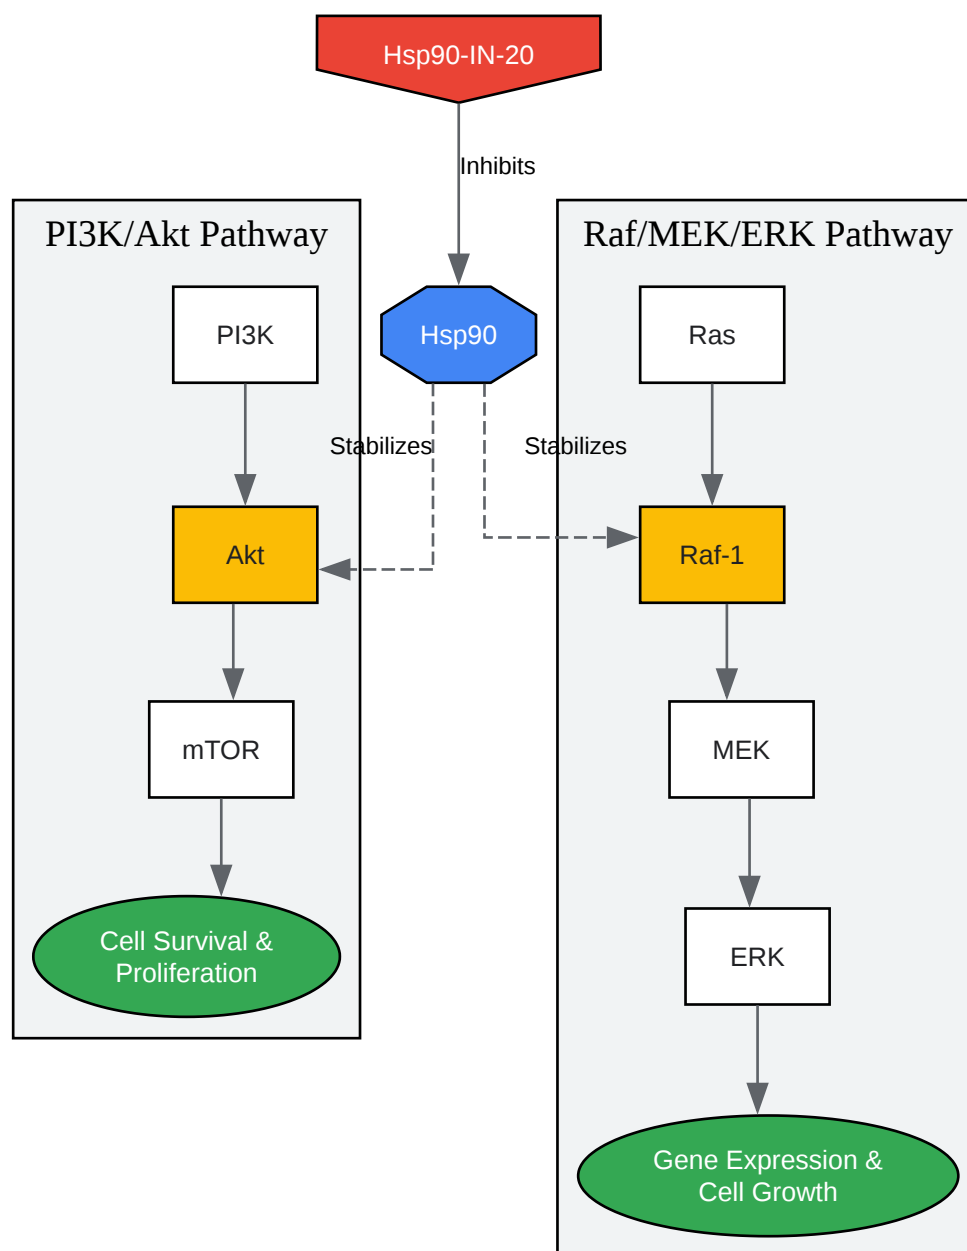 Hsp90-IN-20
Inhibits
PI3K/Akt Pathway
Raf/MEK/ERK Pathway
PI3K
Hsp90
Ras
Stabilizes
Stabilizes
Akt
Raf-1
mTOR
MEK
Cell Survival &
Proliferation
ERK
Gene Expression &
Cell Growth